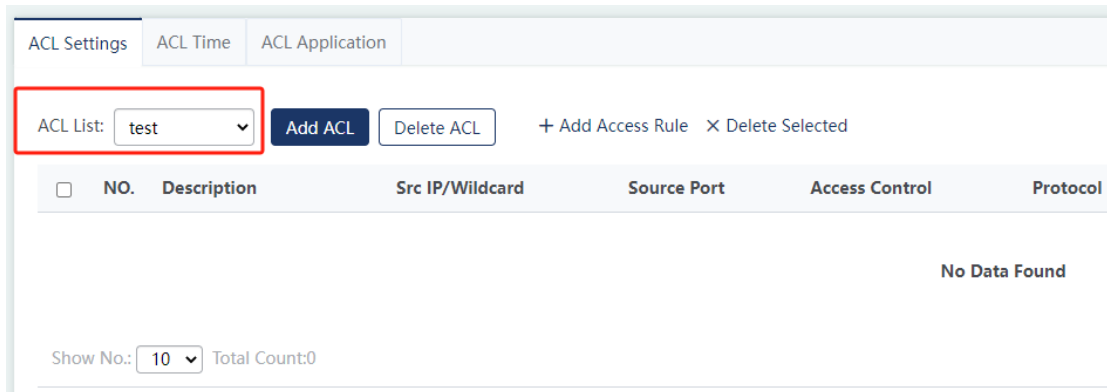 ACL Settings ACL Time ACL Application
ACL List: test Add ACL Delete ACL + Add Access Rule × Delete Selected
NO. Description Src IP/Wildcard Source Port Access Control Protocol
No Data Found
Show No.: 10 Total Count:0